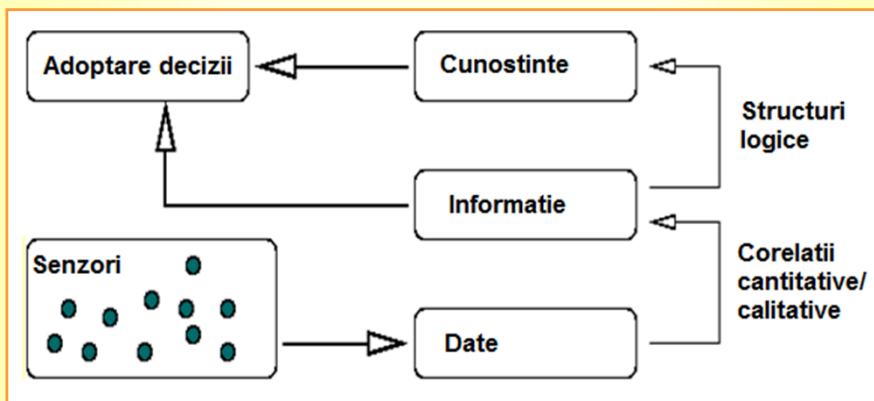 Adoptare decizii
Cunostinte
Structuri
logice
Informatie
Senzori
Corelatii
cantitative/
calitative
Date